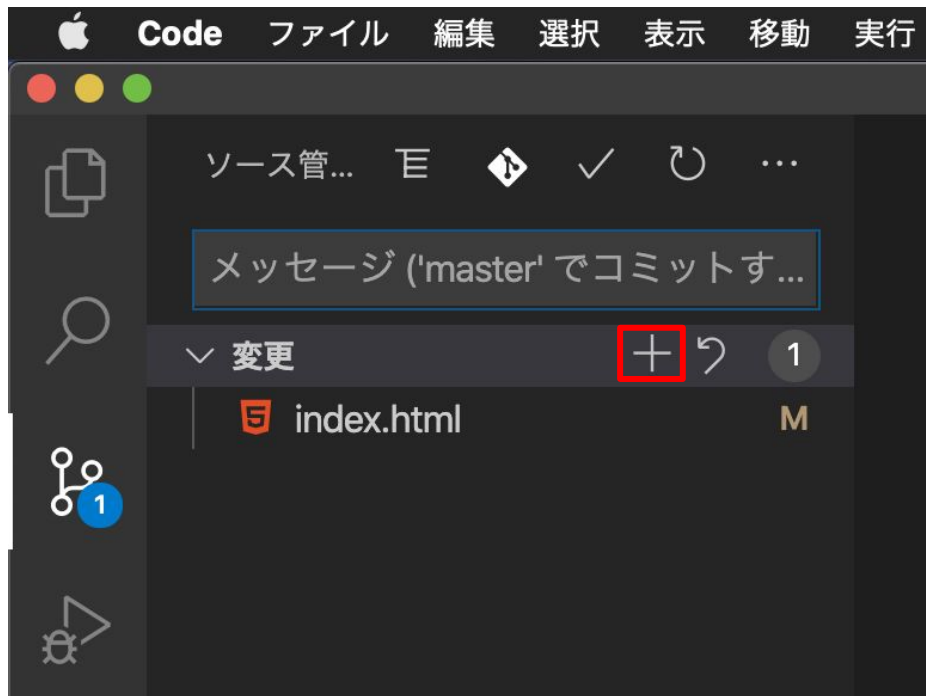 Code ファイル 編集 選択 表示 移動 実行
ソース管...
メッセージ ('master' でコミットす...
変更 1
index.html M
1